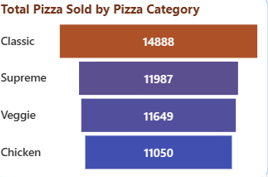 Total Pizza Sold by Pizza Category
Classic 14888
Supreme 11987
Veggie 11649
Chicken 11050